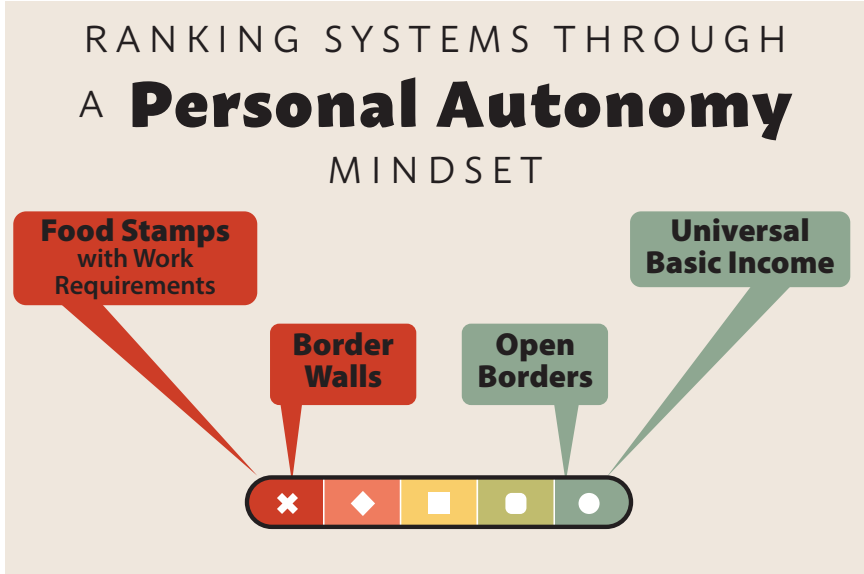 RANKING SYSTEMS THROUGH
A Personal Autonomy
MINDSET
Food Stamps
with Work
Requirements
Border
Walls
Open
Borders
Universal
Basic Income